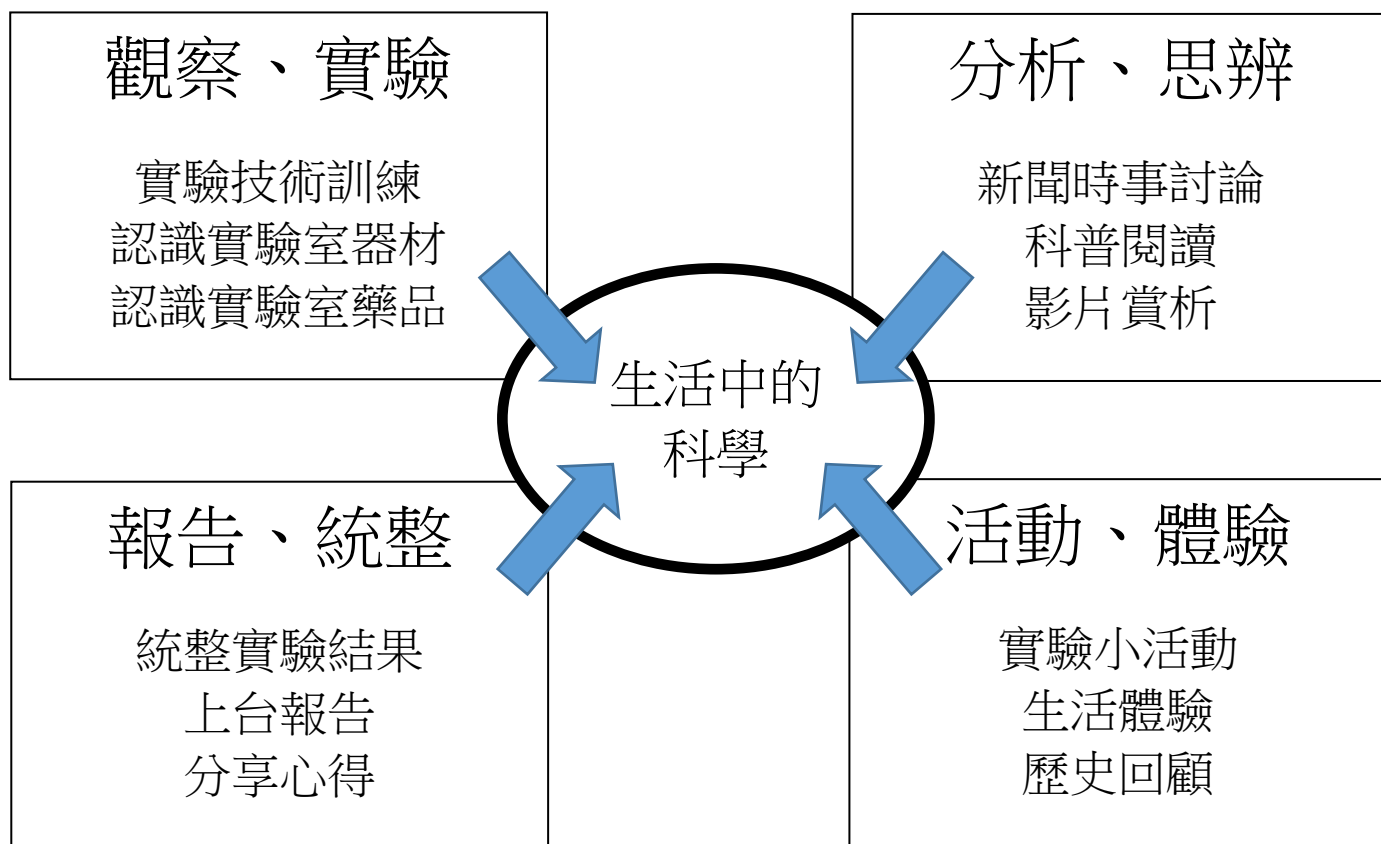 觀察、實驗
實驗技術訓練
認識實驗室器材
認識實驗室藥品
分析、思辨
新聞時事討論
科普閱讀
影片賞析
生活中的
科學
報告、統整
統整實驗結果
上台報告
分享心得
活動、體驗
實驗小活動
生活體驗
歷史回顧